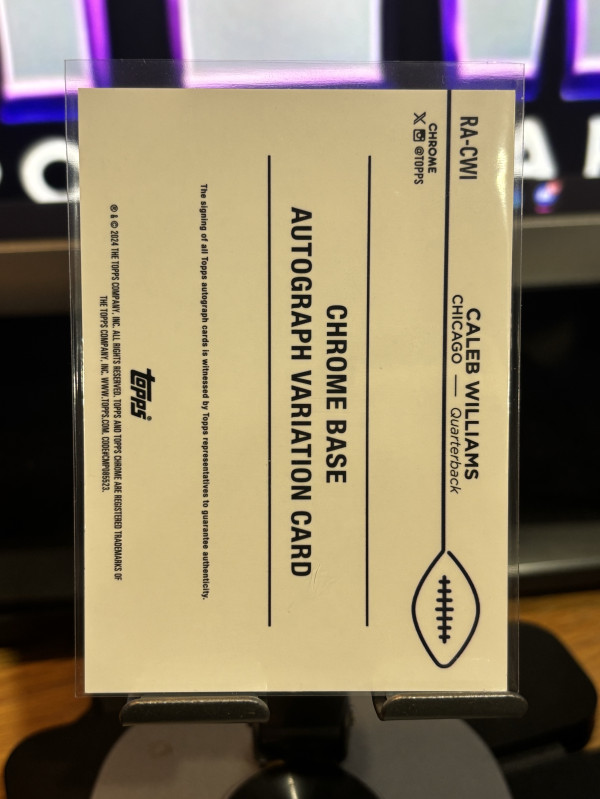 RA-CWI
CALEB WILLIAMS
CHICAGO — Quarterback
CHROME
X @TOPPS
CHROME BASE
AUTOGRAPH VARIATION CARD
The signing of all Topps autograph cards is witnessed by Topps representatives to guarantee authenticity.
topps®
® & © 2024 THE TOPPS COMPANY, INC. ALL RIGHTS RESERVED. TOPPS AND TOPPS CHROME ARE REGISTERED TRADEMARKS OF
THE TOPPS COMPANY, INC. WWW.TOPPS.COM. CODE#CMP085523.